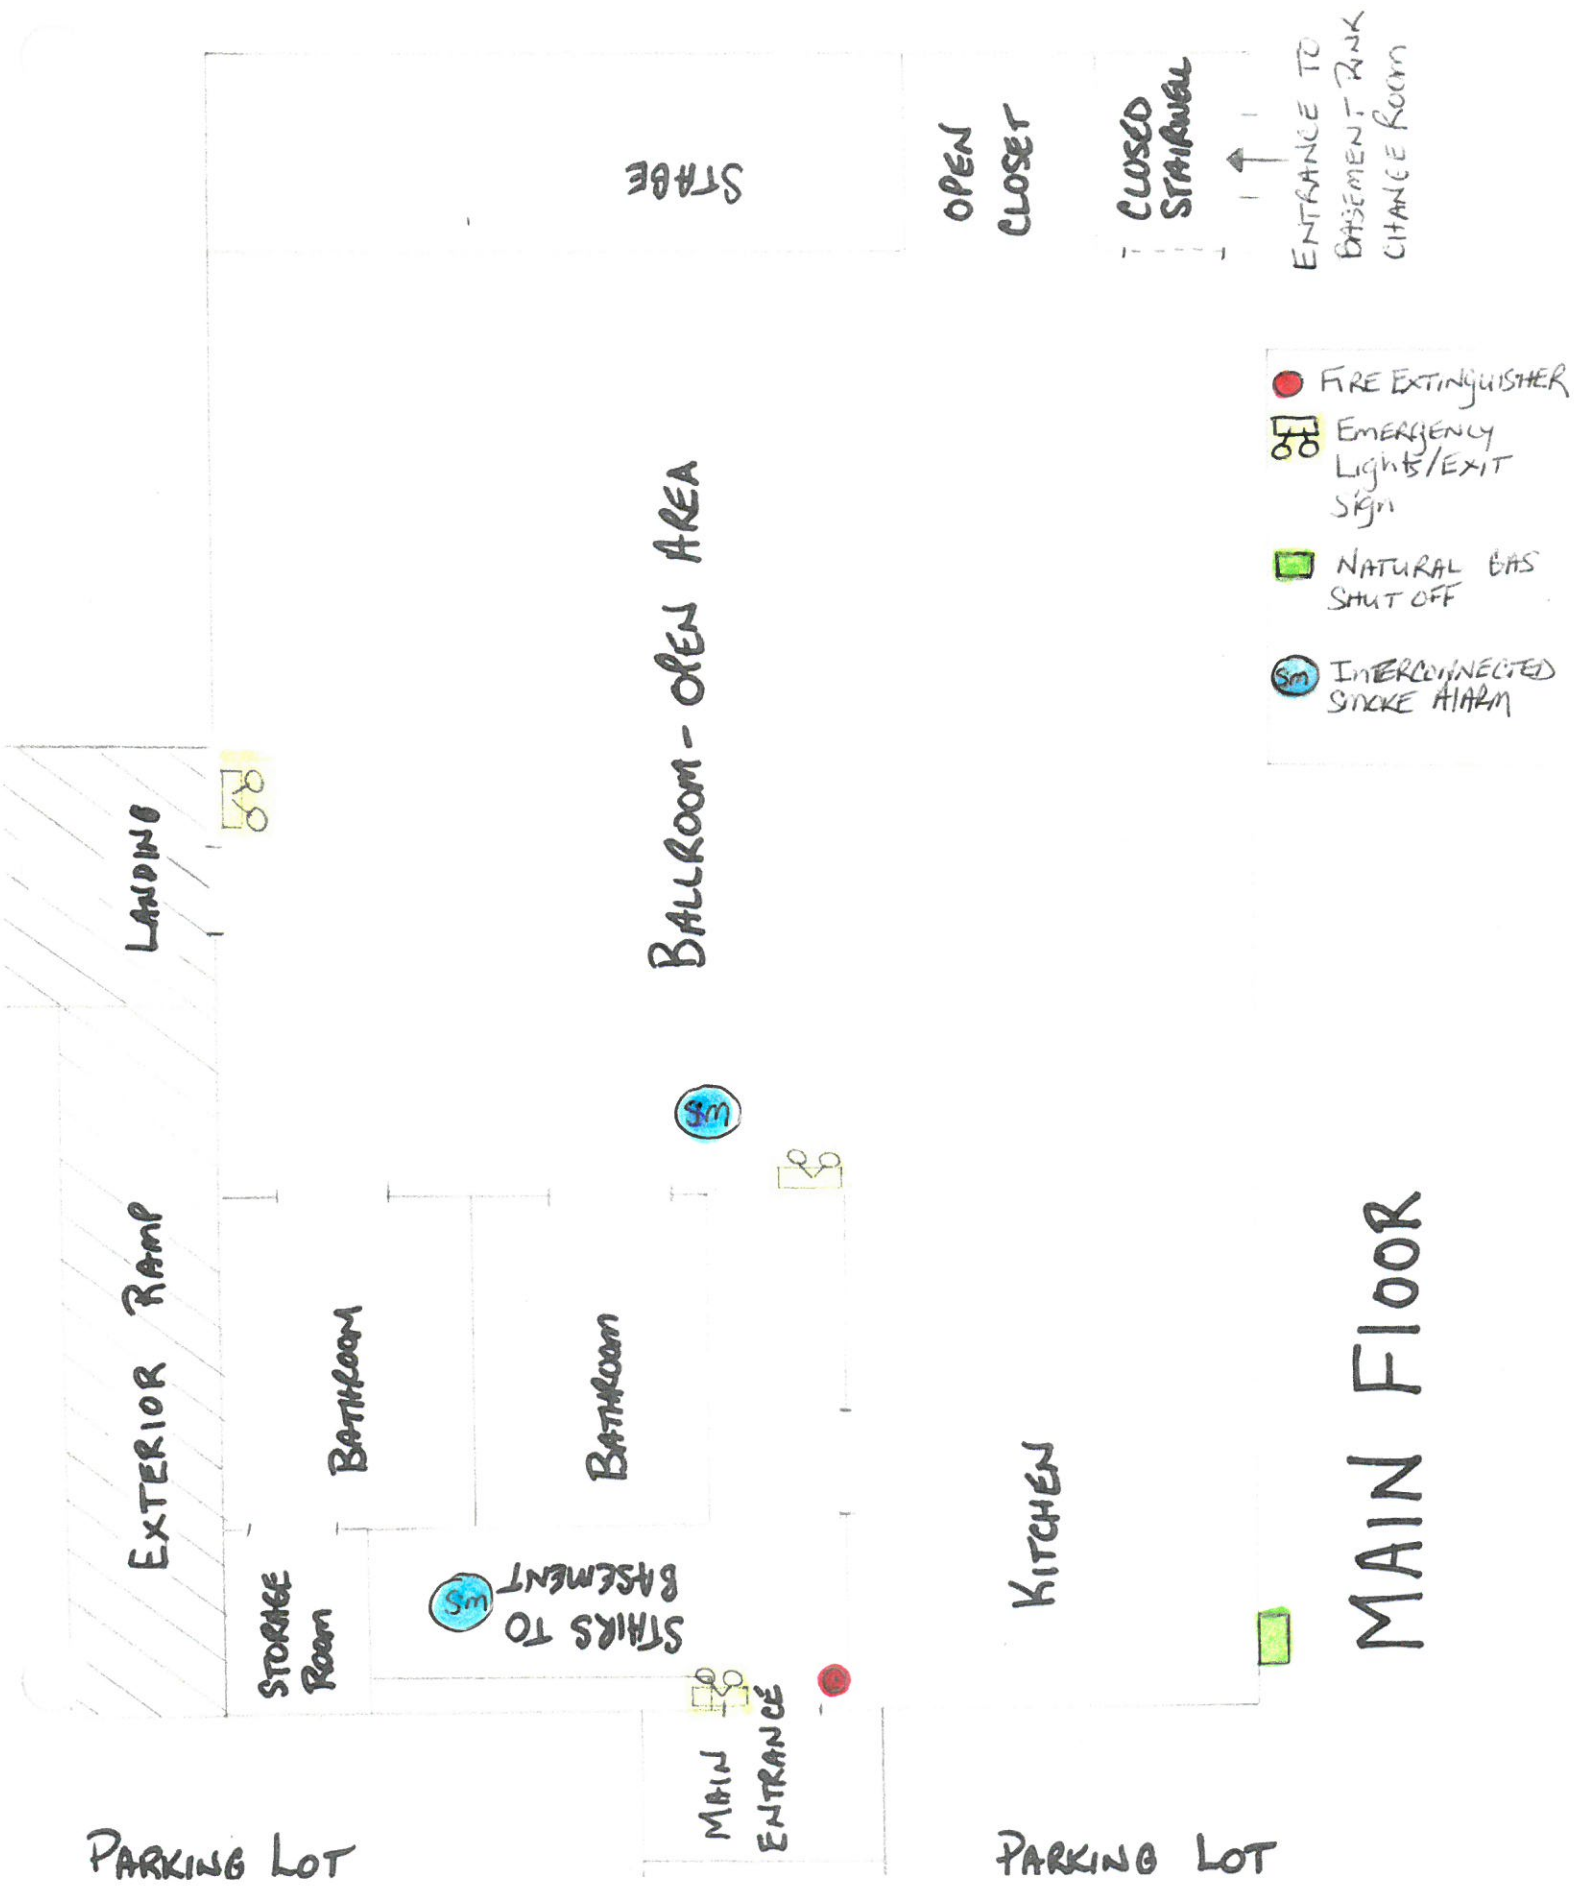 STAGE
OPEN
CLOSET
CLOSED
STAIRWELL
ENTRANCE TO
BASEMENT RINK
CHANGE ROOM
FIRE EXTINGUISHER
EMERGENCY
Lights/EXIT
Sign
NATURAL GAS
SHUT OFF
Sm
INTERCONNECTED
SMOKE AlARM
LANDING
BALLROOM - OPEN AREA
Sm
EXTERIOR RAMP
BATHROOM
BATHROOM
STORAGE
ROOM
Sm
STAIRS TO
BASEMENT
KITCHEN
MAIN
ENTRANCE
MAIN FlOOR
PARKING LOT
PARKING LOT